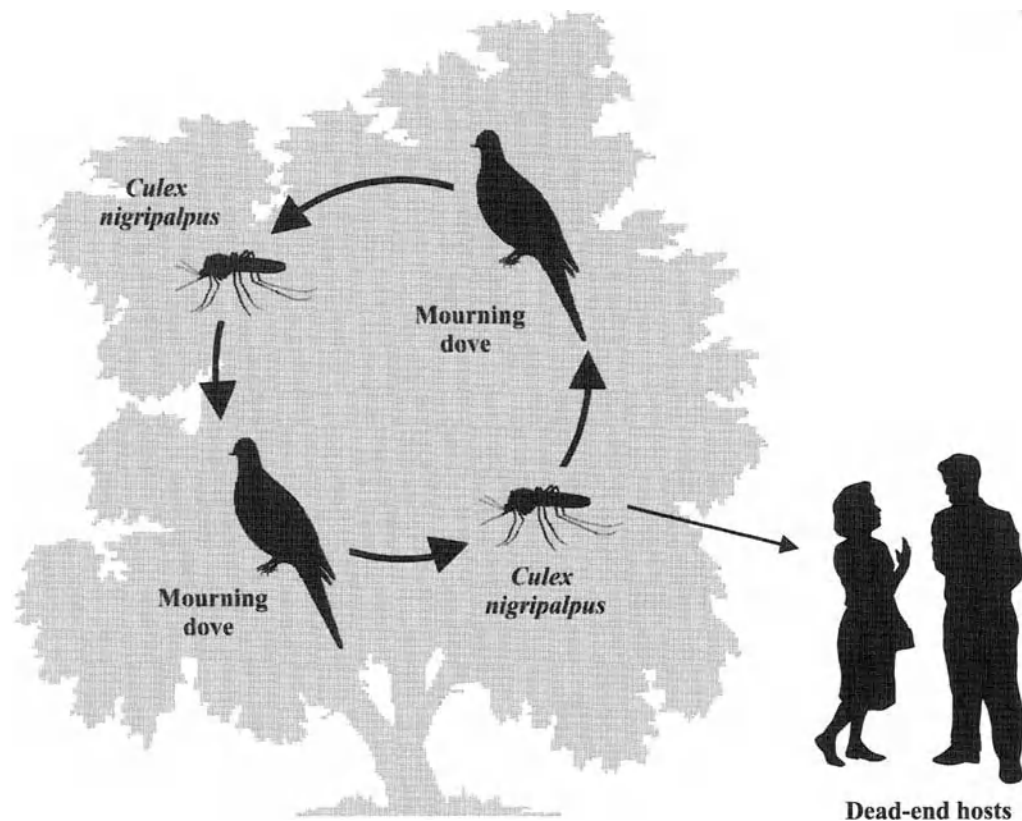 Culex
nigripalpus
Mourning
dove
Mourning
dove
Culex
nigripalpus
Dead-end hosts